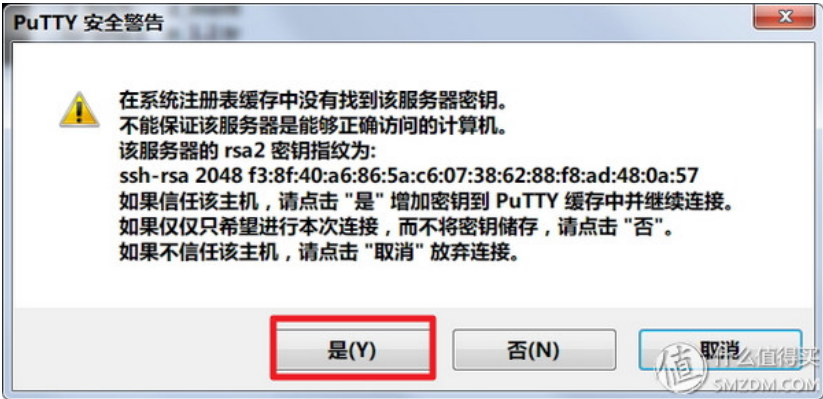 PuTTY 安全警告
在系统注册表缓存中没有找到该服务器密钥。
不能保证该服务器是能够正确访问的计算机。
该服务器的 rsa2 密钥指纹为:
ssh-rsa 2048 f3:8f:40:a6:86:5a:c6:07:38:62:88:f8:ad:48:0a:57
如果信任该主机，请点击 "是" 增加密钥到 PuTTY 缓存中并继续连接。
如果仅仅只希望进行本次连接，而不将密钥储存，请点击 "否"。
如果不信任该主机，请点击 "取消" 放弃连接。
是(Y)
否(N)
取消
值 什么值得买
SMZDM.COM